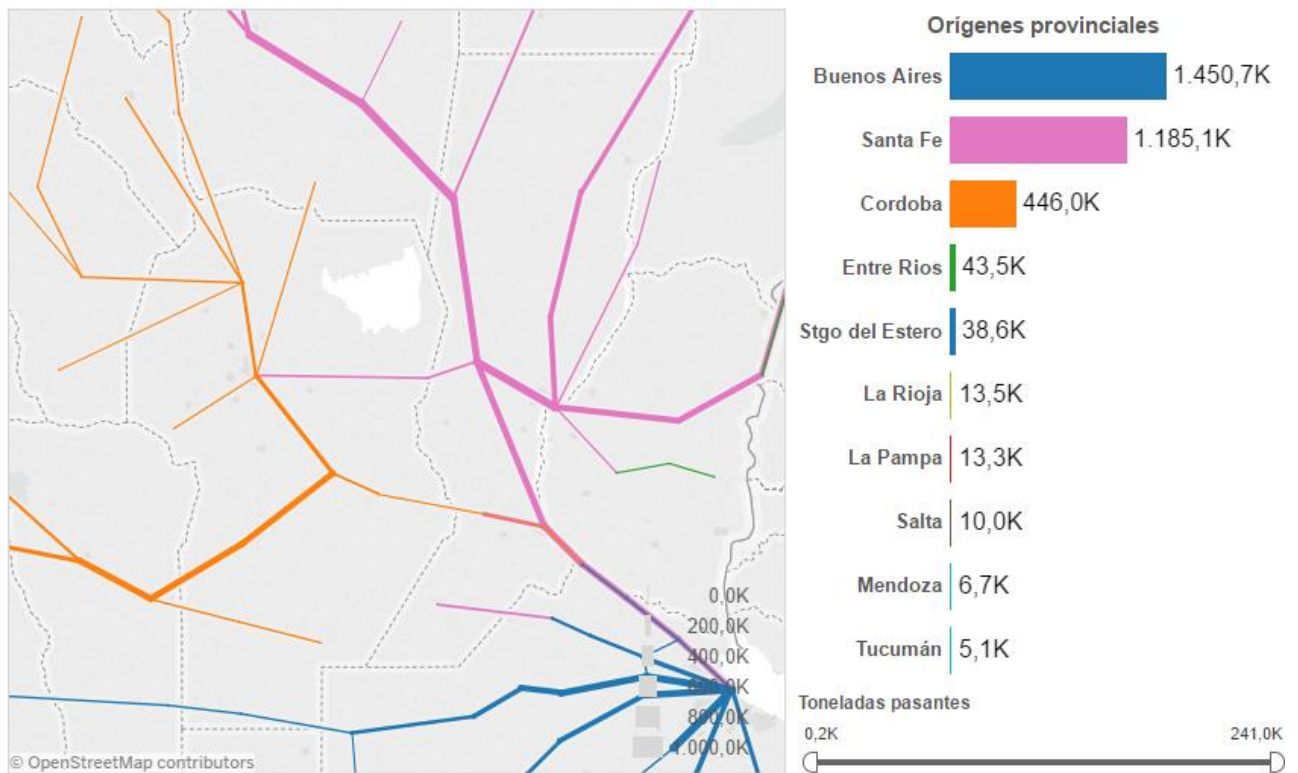 Orígenes provinciales
Buenos Aires 1.450,7K
Santa Fe 1.185,1K
Cordoba 446,0K
Entre Rios 43,5K
Stgo del Estero 38,6K
La Rioja 13,5K
La Pampa 13,3K
Salta 10,0K
Mendoza 6,7K
Tucumán 5,1K
0,0K
200,0K
400,0K
600,0K
800,0K
1.000,0K
Toneladas pasantes
0,2K 241,0K
© OpenStreetMap contributors